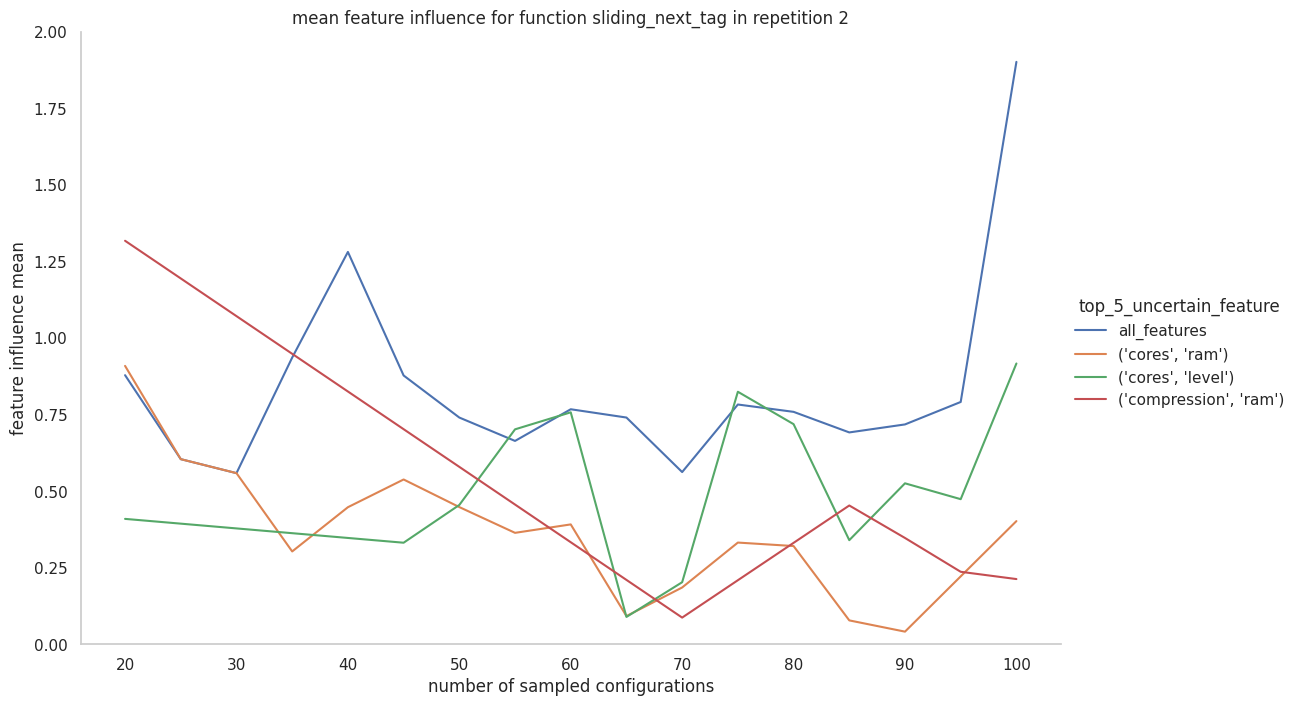 mean feature influence for function sliding_next_tag in repetition 2
2.00
1.75
1.50
1.25
1.00
0.75
0.50
0.25
0.00
feature influence mean
20 30 40 50 60 70 80 90 100
number of sampled configurations
top_5_uncertain_feature
all_features
('cores', 'ram')
('cores', 'level')
('compression', 'ram')